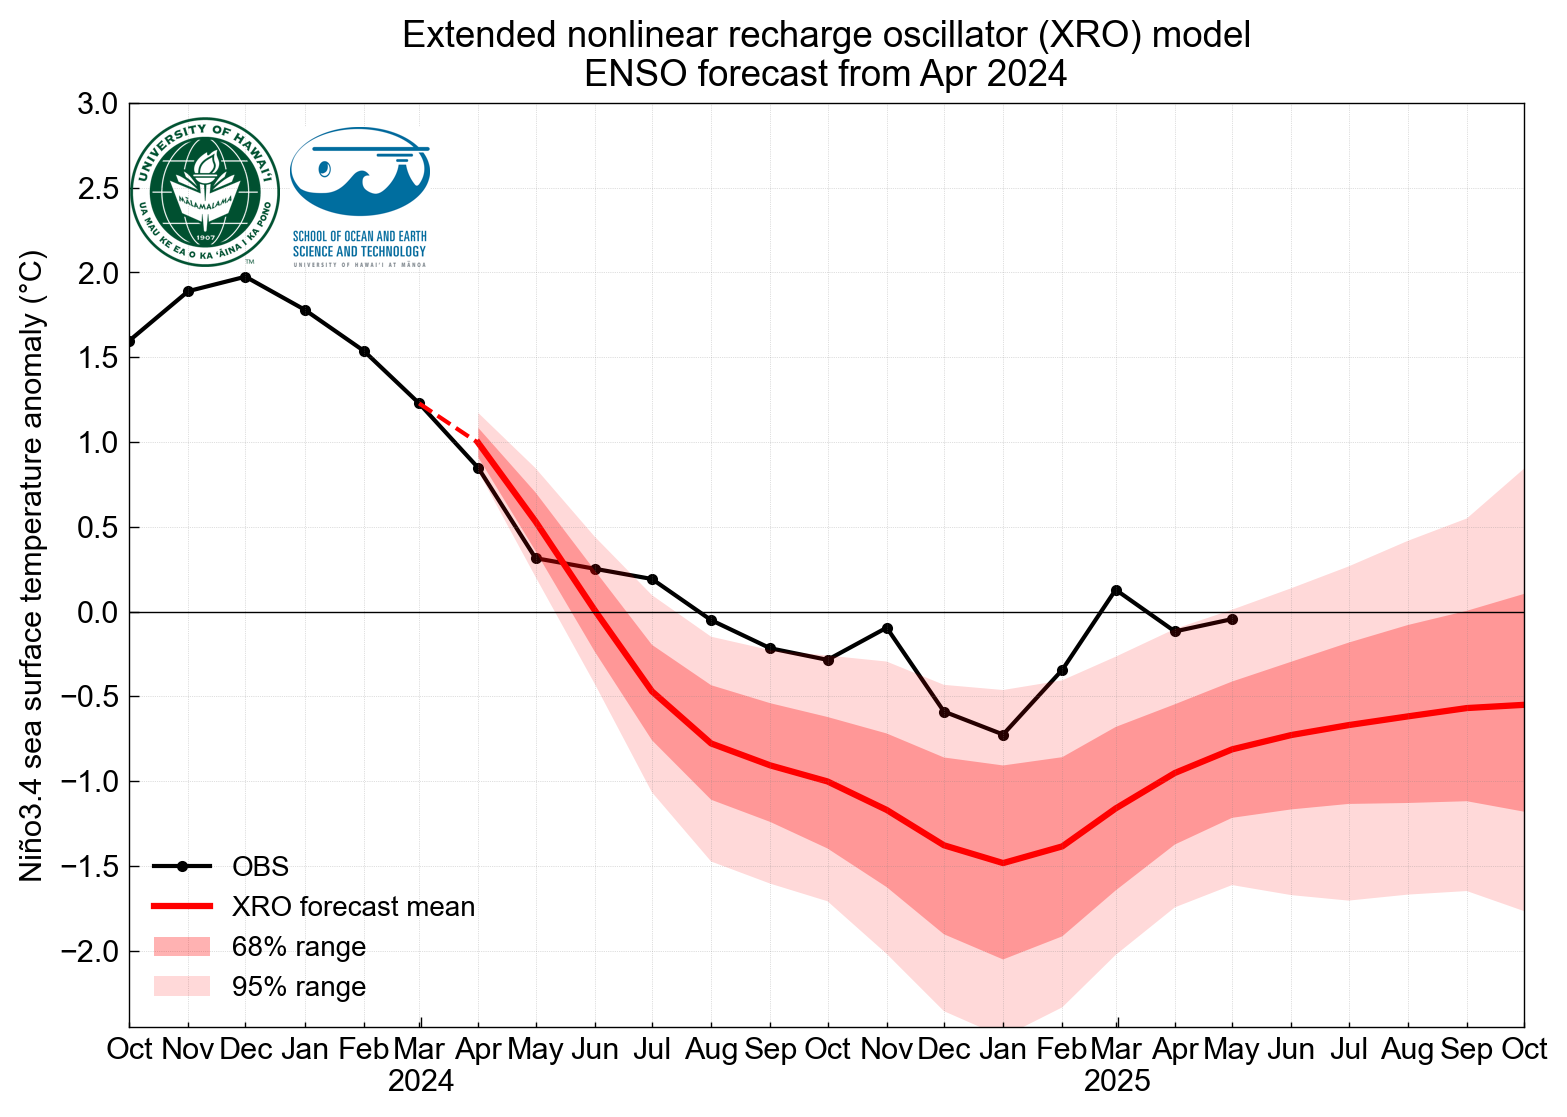 Extended nonlinear recharge oscillator (XRO) model
ENSO forecast from Apr 2024
Niño3.4 sea surface temperature anomaly (°C)
3.0
2.5
2.0
1.5
1.0
0.5
0.0
−0.5
−1.0
−1.5
−2.0
UNIVERSITY OF HAWAI‘I
MĀLAMALAMA
1907
UA MAU KE EA O KA ‘ĀINA I KA PONO
TM
SCHOOL OF OCEAN AND EARTH
SCIENCE AND TECHNOLOGY
UNIVERSITY OF HAWAI‘I AT MĀNOA
OBS
XRO forecast mean
68% range
95% range
Oct Nov Dec Jan Feb Mar Apr May Jun Jul Aug Sep Oct Nov Dec Jan Feb Mar Apr May Jun Jul Aug Sep Oct
2024 2025